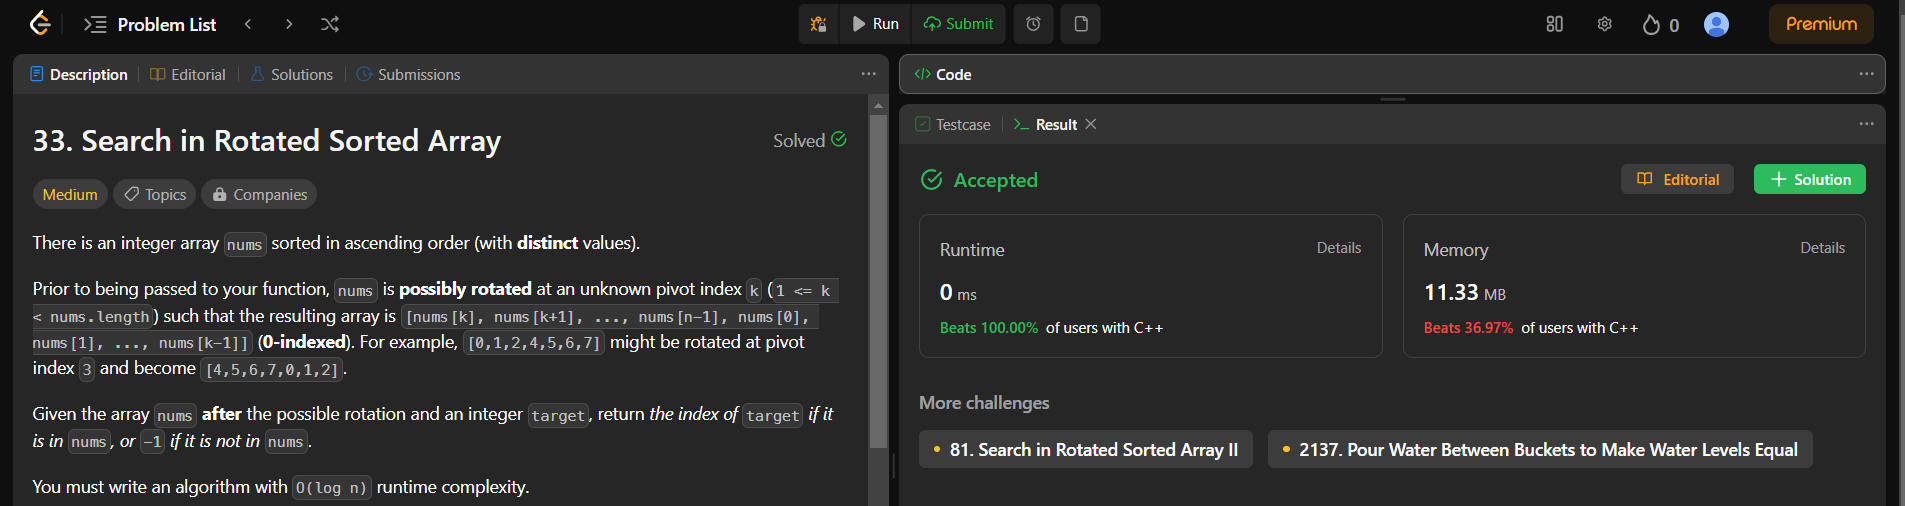 Problem List
Run
Submit
0
Premium
Description
Editorial
Solutions
Submissions
33. Search in Rotated Sorted Array
Solved
Medium
Topics
Companies
There is an integer array nums sorted in ascending order (with distinct values).
Prior to being passed to your function, nums is possibly rotated at an unknown pivot index k (1 <= k
< nums.length) such that the resulting array is [nums[k], nums[k+1], ..., nums[n-1], nums[0],
nums[1], ..., nums[k-1]] (0-indexed). For example, [0,1,2,4,5,6,7] might be rotated at pivot
index 3 and become [4,5,6,7,0,1,2].
Given the array nums after the possible rotation and an integer target, return the index of target if it
is in nums, or -1 if it is not in nums.
You must write an algorithm with O(log n) runtime complexity.
</> Code
Testcase
>_ Result
Accepted
Editorial
+ Solution
Runtime
Details
0 ms
Beats 100.00% of users with C++
Memory
Details
11.33 MB
Beats 36.97% of users with C++
More challenges
81. Search in Rotated Sorted Array II
2137. Pour Water Between Buckets to Make Water Levels Equal